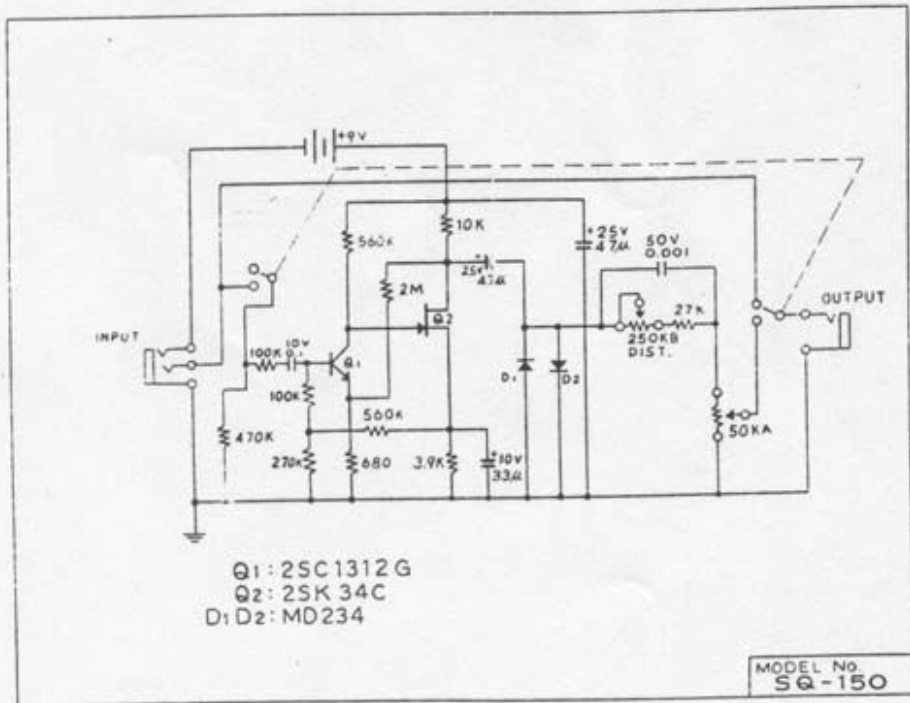 +9V
10K
560K
+25V
47μ
50V
0.001
2M
25V
Q2
27K
OUTPUT
INPUT
250KB
DIST.
100K
10V
0.1
Q1
D1
D2
100K
50KA
560K
470K
270K
680
3.9K
+10V
33μ
Q1 : 2SC1312G
Q2 : 2SK 34C
D1 D2 : MD234
MODEL No.
SQ-150